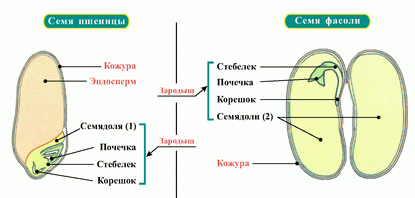 Семя пшеницы
Кожура
Эндосперм
Семядоля (1)
Почечка
Стебелек
Корешок
Зародыш
Зародыш
Семя фасоли
Стебелек
Почечка
Корешок
Семядоли (2)
Кожура